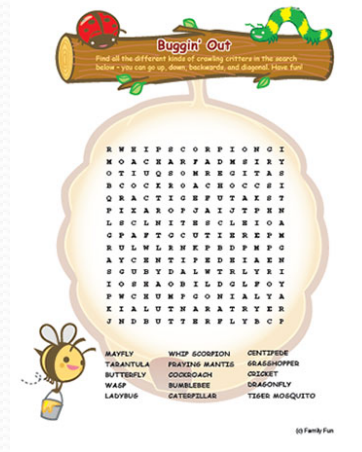 Buggin' Out
Find all the different kinds of crawling critters in the search
below - you can go up, down, backwards, and diagonal. Have fun!
R W H I P S C O R P I O N G I
M O A C H A R F A D M S I R Y
O T I U Q S O M R E G I T A S
B C O C K R O A C H O C C S I
Q R A C T I G E F U T A K S T
P I X A R O P J A I J T P H N
G P A F T G C U T I E R E P M
R U L W L R N K P B D P M P G
A Y C E N T I P E D E I A E N
S G U B Y D A L W T R L Y R I
I O S H A O B I L D G L F O Y
P W C H U M P G O N I A L Y A
K I A L U T N A R A T R Y E R
J N D B U T T E R F L Y B C P
MAYFLY WHIP SCORPION CENTIPEDE
TARANTULA PRAYING MANTIS GRASSHOPPER
BUTTERFLY COCKROACH CRICKET
WASP BUMBLEBEE DRAGONFLY
LADYBUG CATERPILLAR TIGER MOSQUITO
(c) Family Fun